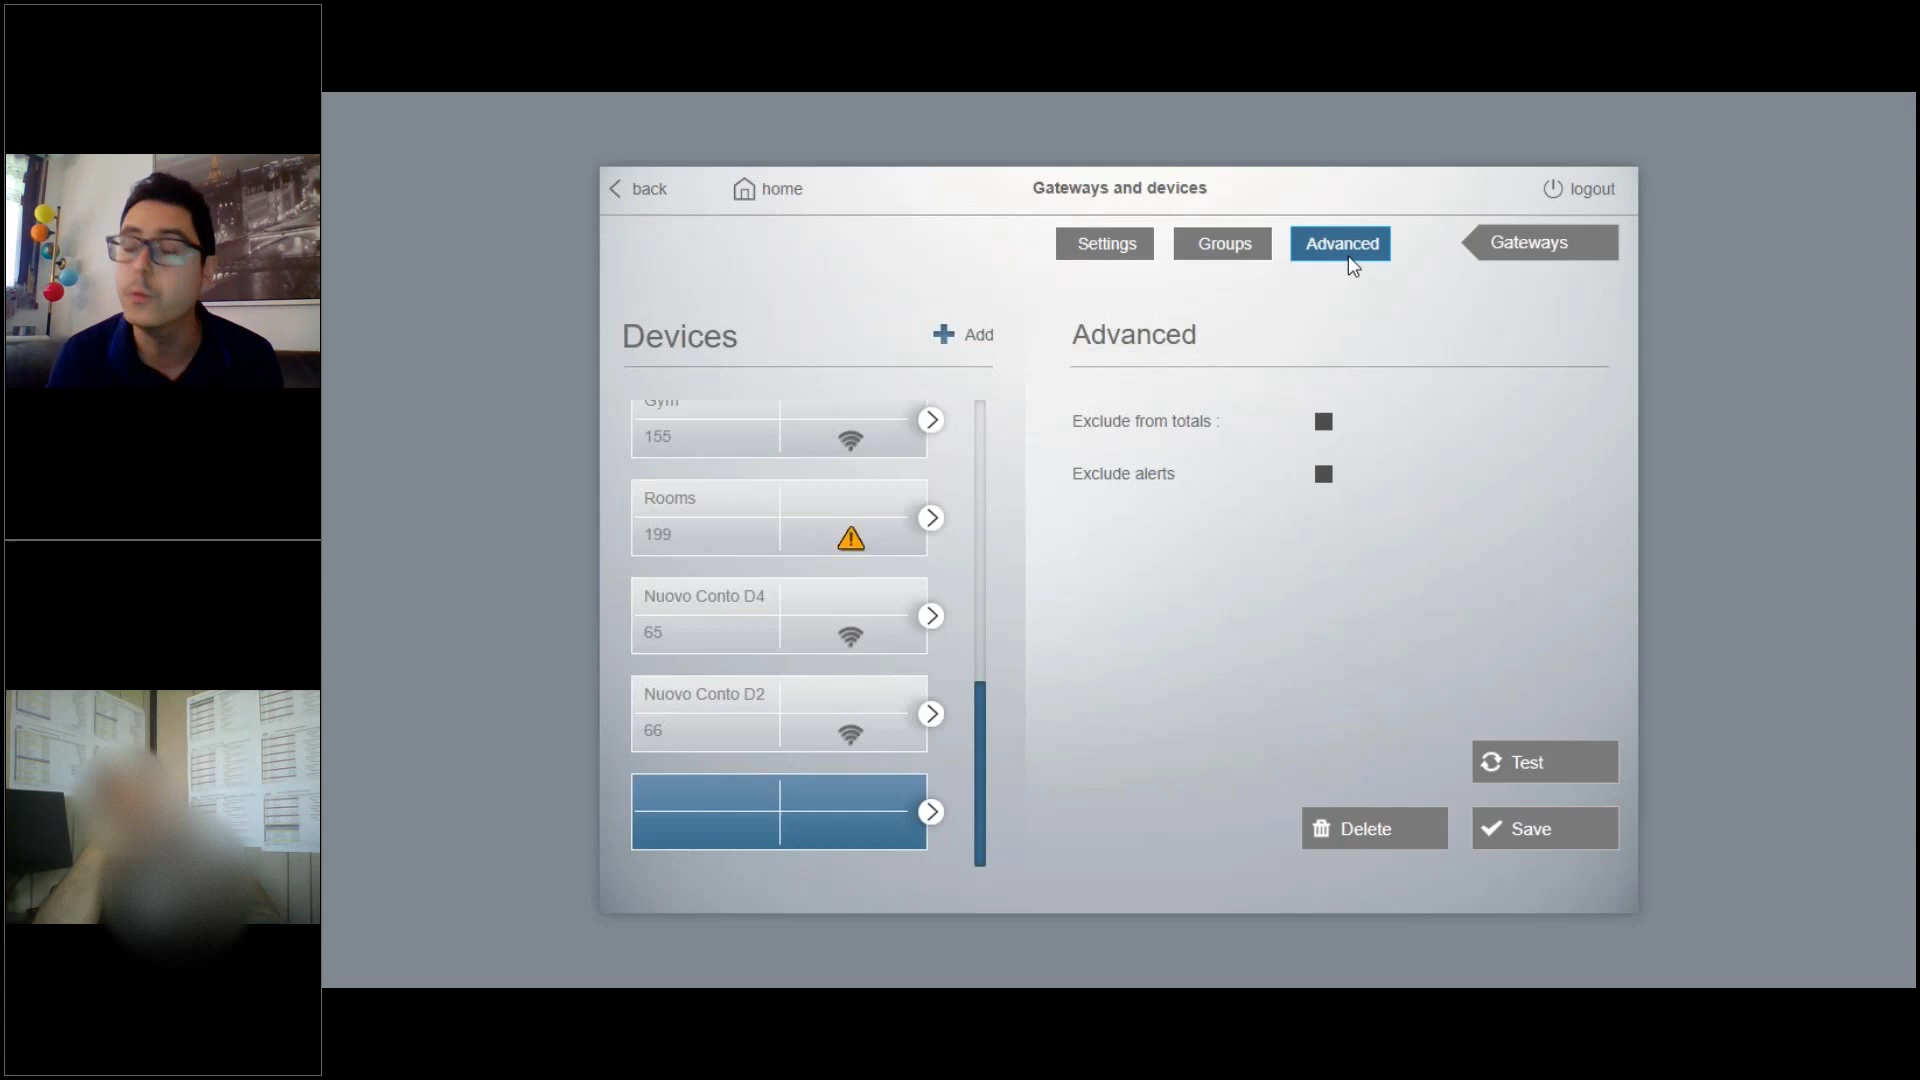 back
home
Gateways and devices
logout
Settings
Groups
Advanced
Gateways
Devices
Add
Advanced
Gym
155
Rooms
199
Nuovo Conto D4
65
Nuovo Conto D2
66
Exclude from totals :
Exclude alerts
Test
Delete
Save